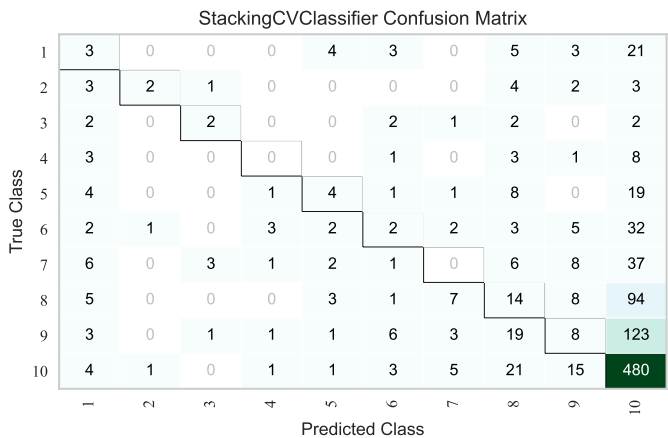 StackingCVClassifier Confusion Matrix
1 3 0 0 0 4 3 0 5 3 21
2 3 2 1 0 0 0 0 4 2 3
3 2 0 2 0 0 2 1 2 0 2
4 3 0 0 0 0 1 0 3 1 8
5 4 0 0 1 4 1 1 8 0 19
6 2 1 0 3 2 2 2 3 5 32
7 6 0 3 1 2 1 0 6 8 37
8 5 0 0 0 3 1 7 14 8 94
9 3 0 1 1 1 6 3 19 8 123
10 4 1 0 1 1 3 5 21 15 480
True Class
1 2 3 4 5 6 7 8 9 10
Predicted Class